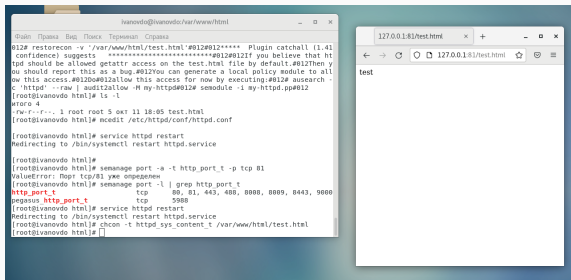 ivanovdo@ivanovdo:/var/www/html
Файл Правка Вид Поиск Терминал Справка
012# restorecon -v '/var/www/html/test.html'#012#012***** Plugin catchall (1.41
confidence) suggests **************************#012#012If you believe that ht
tpd should be allowed getattr access on the test.html file by default.#012Then y
ou should report this as a bug.#012You can generate a local policy module to all
ow this access.#012Do#012allow this access for now by executing:#012# ausearch -
c 'httpd' --raw | audit2allow -M my-httpd#012# semodule -i my-httpd.pp#012
[root@ivanovdo html]# ls -l
итого 4
-rw-r--r--. 1 root root 5 окт 11 18:05 test.html
[root@ivanovdo html]# mcedit /etc/httpd/conf/httpd.conf
[root@ivanovdo html]# service httpd restart
Redirecting to /bin/systemctl restart httpd.service
[root@ivanovdo html]#
[root@ivanovdo html]# semanage port -a -t httpd_port_t -p tcp 81
ValueError: Порт tcp/81 уже определен
[root@ivanovdo html]# semanage port -l | grep http_port_t
http_port_t tcp 80, 81, 443, 488, 8008, 8009, 8443, 9000
pegasus_http_port_t tcp 5988
[root@ivanovdo html]# service httpd restart
Redirecting to /bin/systemctl restart httpd.service
[root@ivanovdo html]# chcon -t httpd_sys_content_t /var/www/html/test.html
[root@ivanovdo html]#
127.0.0.1:81/test.html
127.0.0.1:81/test.html
test